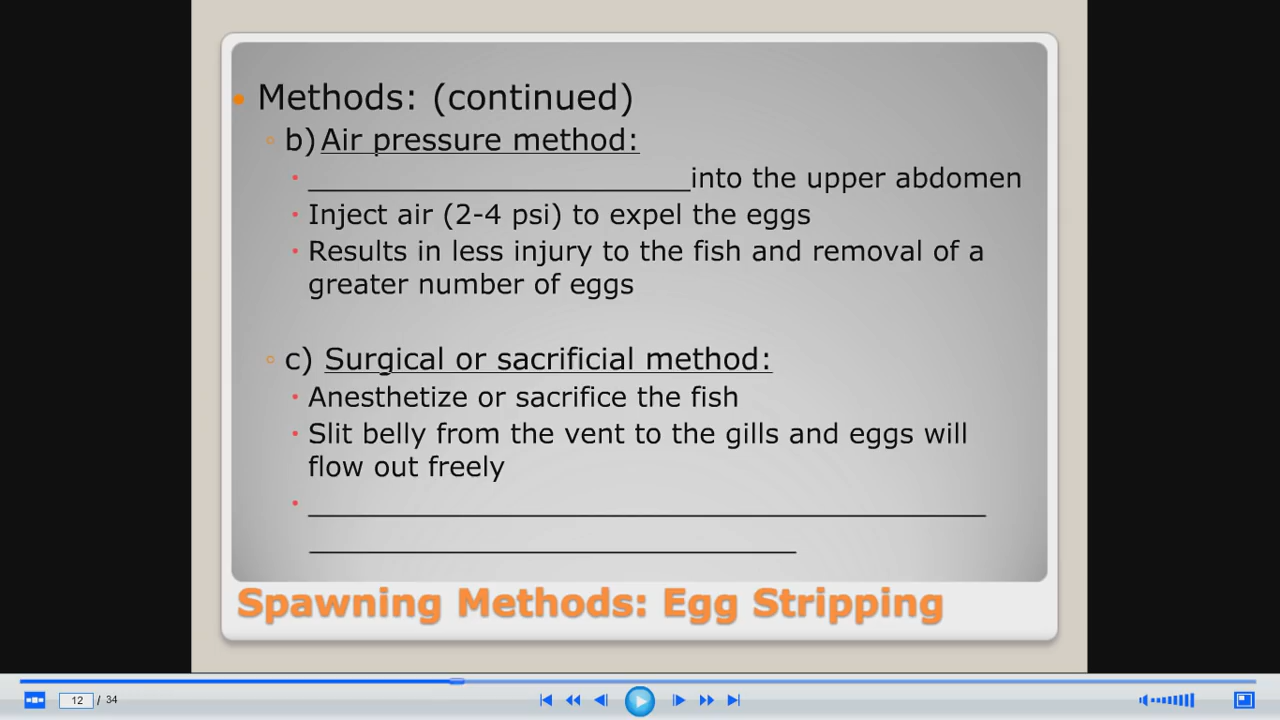 Methods: (continued)
b) Air pressure method:
____________________into the upper abdomen
Inject air (2-4 psi) to expel the eggs
Results in less injury to the fish and removal of a
greater number of eggs
c) Surgical or sacrificial method:
Anesthetize or sacrifice the fish
Slit belly from the vent to the gills and eggs will
flow out freely
Spawning Methods: Egg Stripping
12 / 34